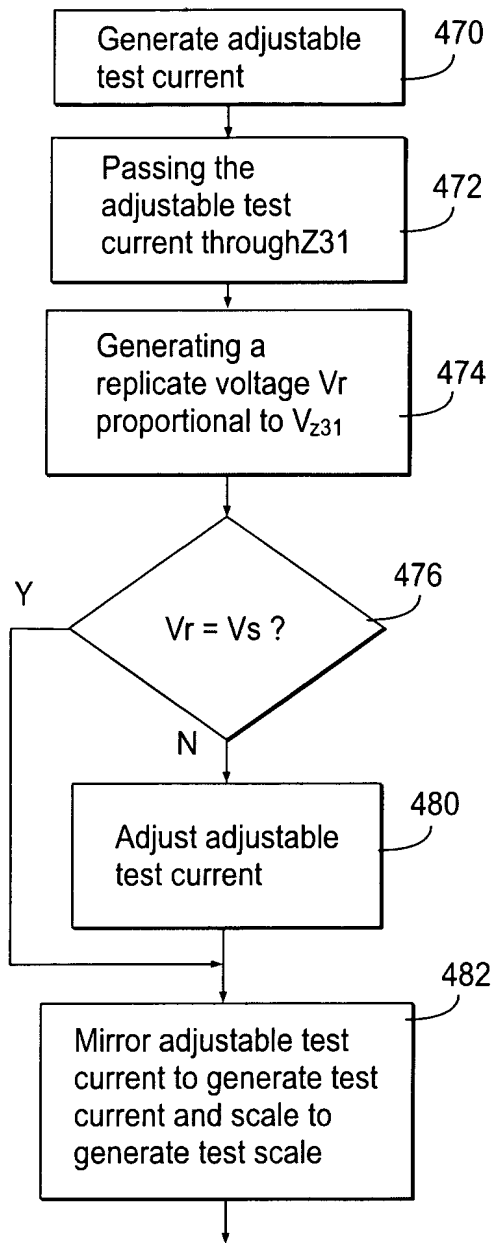 Generate adjustable
test current
470
Passing the
adjustable test
current throughZ31
472
Generating a
replicate voltage Vr
proportional to Vz31
474
476
Y
Vr = Vs ?
N
480
Adjust adjustable
test current
482
Mirror adjustable test
current to generate test
current and scale to
generate test scale